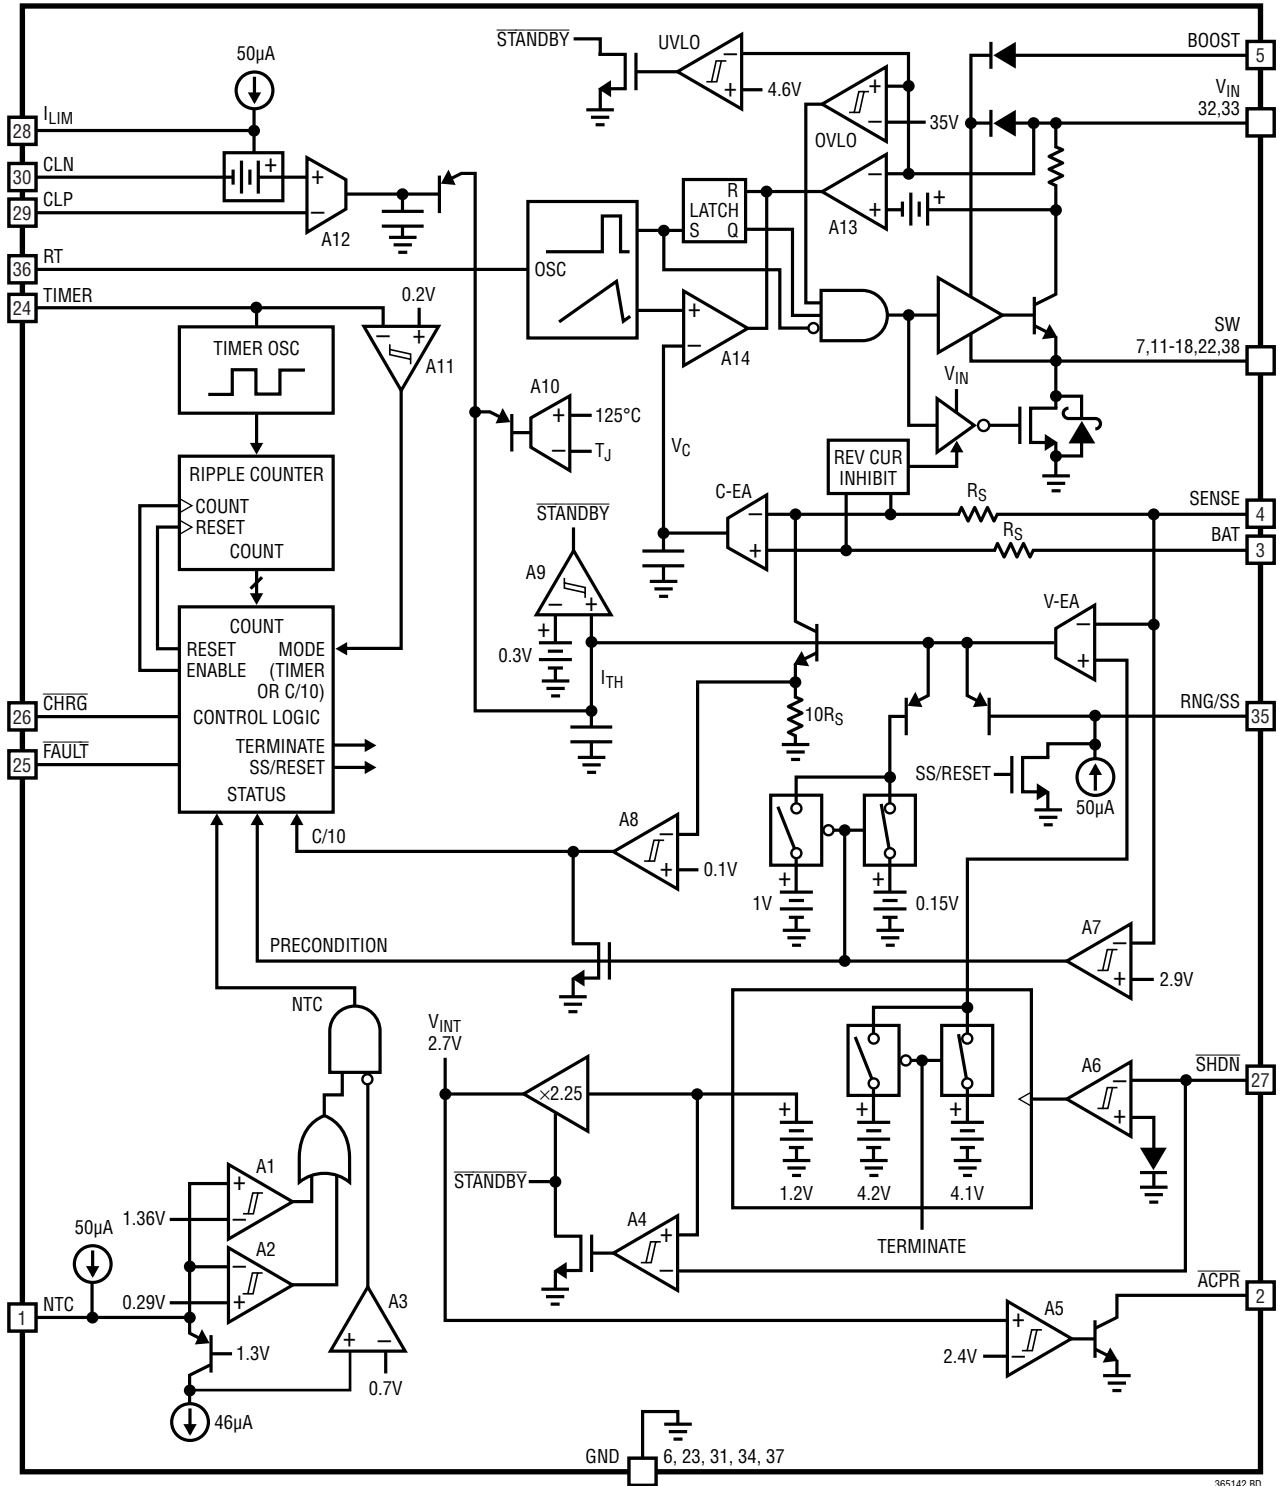 STANDBY
UVLO
BOOST
5
50µA
4.6V
VIN
32,33
ILIM
28
35V
OVLO
30
CLN
29
CLP
A12
R
LATCH
S Q
A13
36
RT
OSC
24
TIMER
0.2V
TIMER OSC
A11
A14
SW
7,11-18,22,38
A10
125°C
TJ
VIN
VC
REV CUR
INHIBIT
RIPPLE COUNTER
COUNT
RESET
COUNT
STANDBY
C-EA
RS
SENSE
4
RS
BAT
3
A9
0.3V
ITH
V-EA
COUNT
RESET
MODE
ENABLE
(TIMER
OR C/10)
CONTROL LOGIC
TERMINATE
SS/RESET
STATUS
26
CHRG
25
FAULT
10RS
RNG/SS
35
SS/RESET
50µA
C/10
A8
0.1V
1V
0.15V
PRECONDITION
A7
2.9V
NTC
VINT
2.7V
×2.25
A6
SHDN
27
STANDBY
1.2V
4.2V
4.1V
A1
1.36V
50µA
A2
A4
TERMINATE
ACPR
2
1
NTC
0.29V
A3
A5
1.3V
2.4V
0.7V
46µA
GND
6, 23, 31, 34, 37
365142 BD